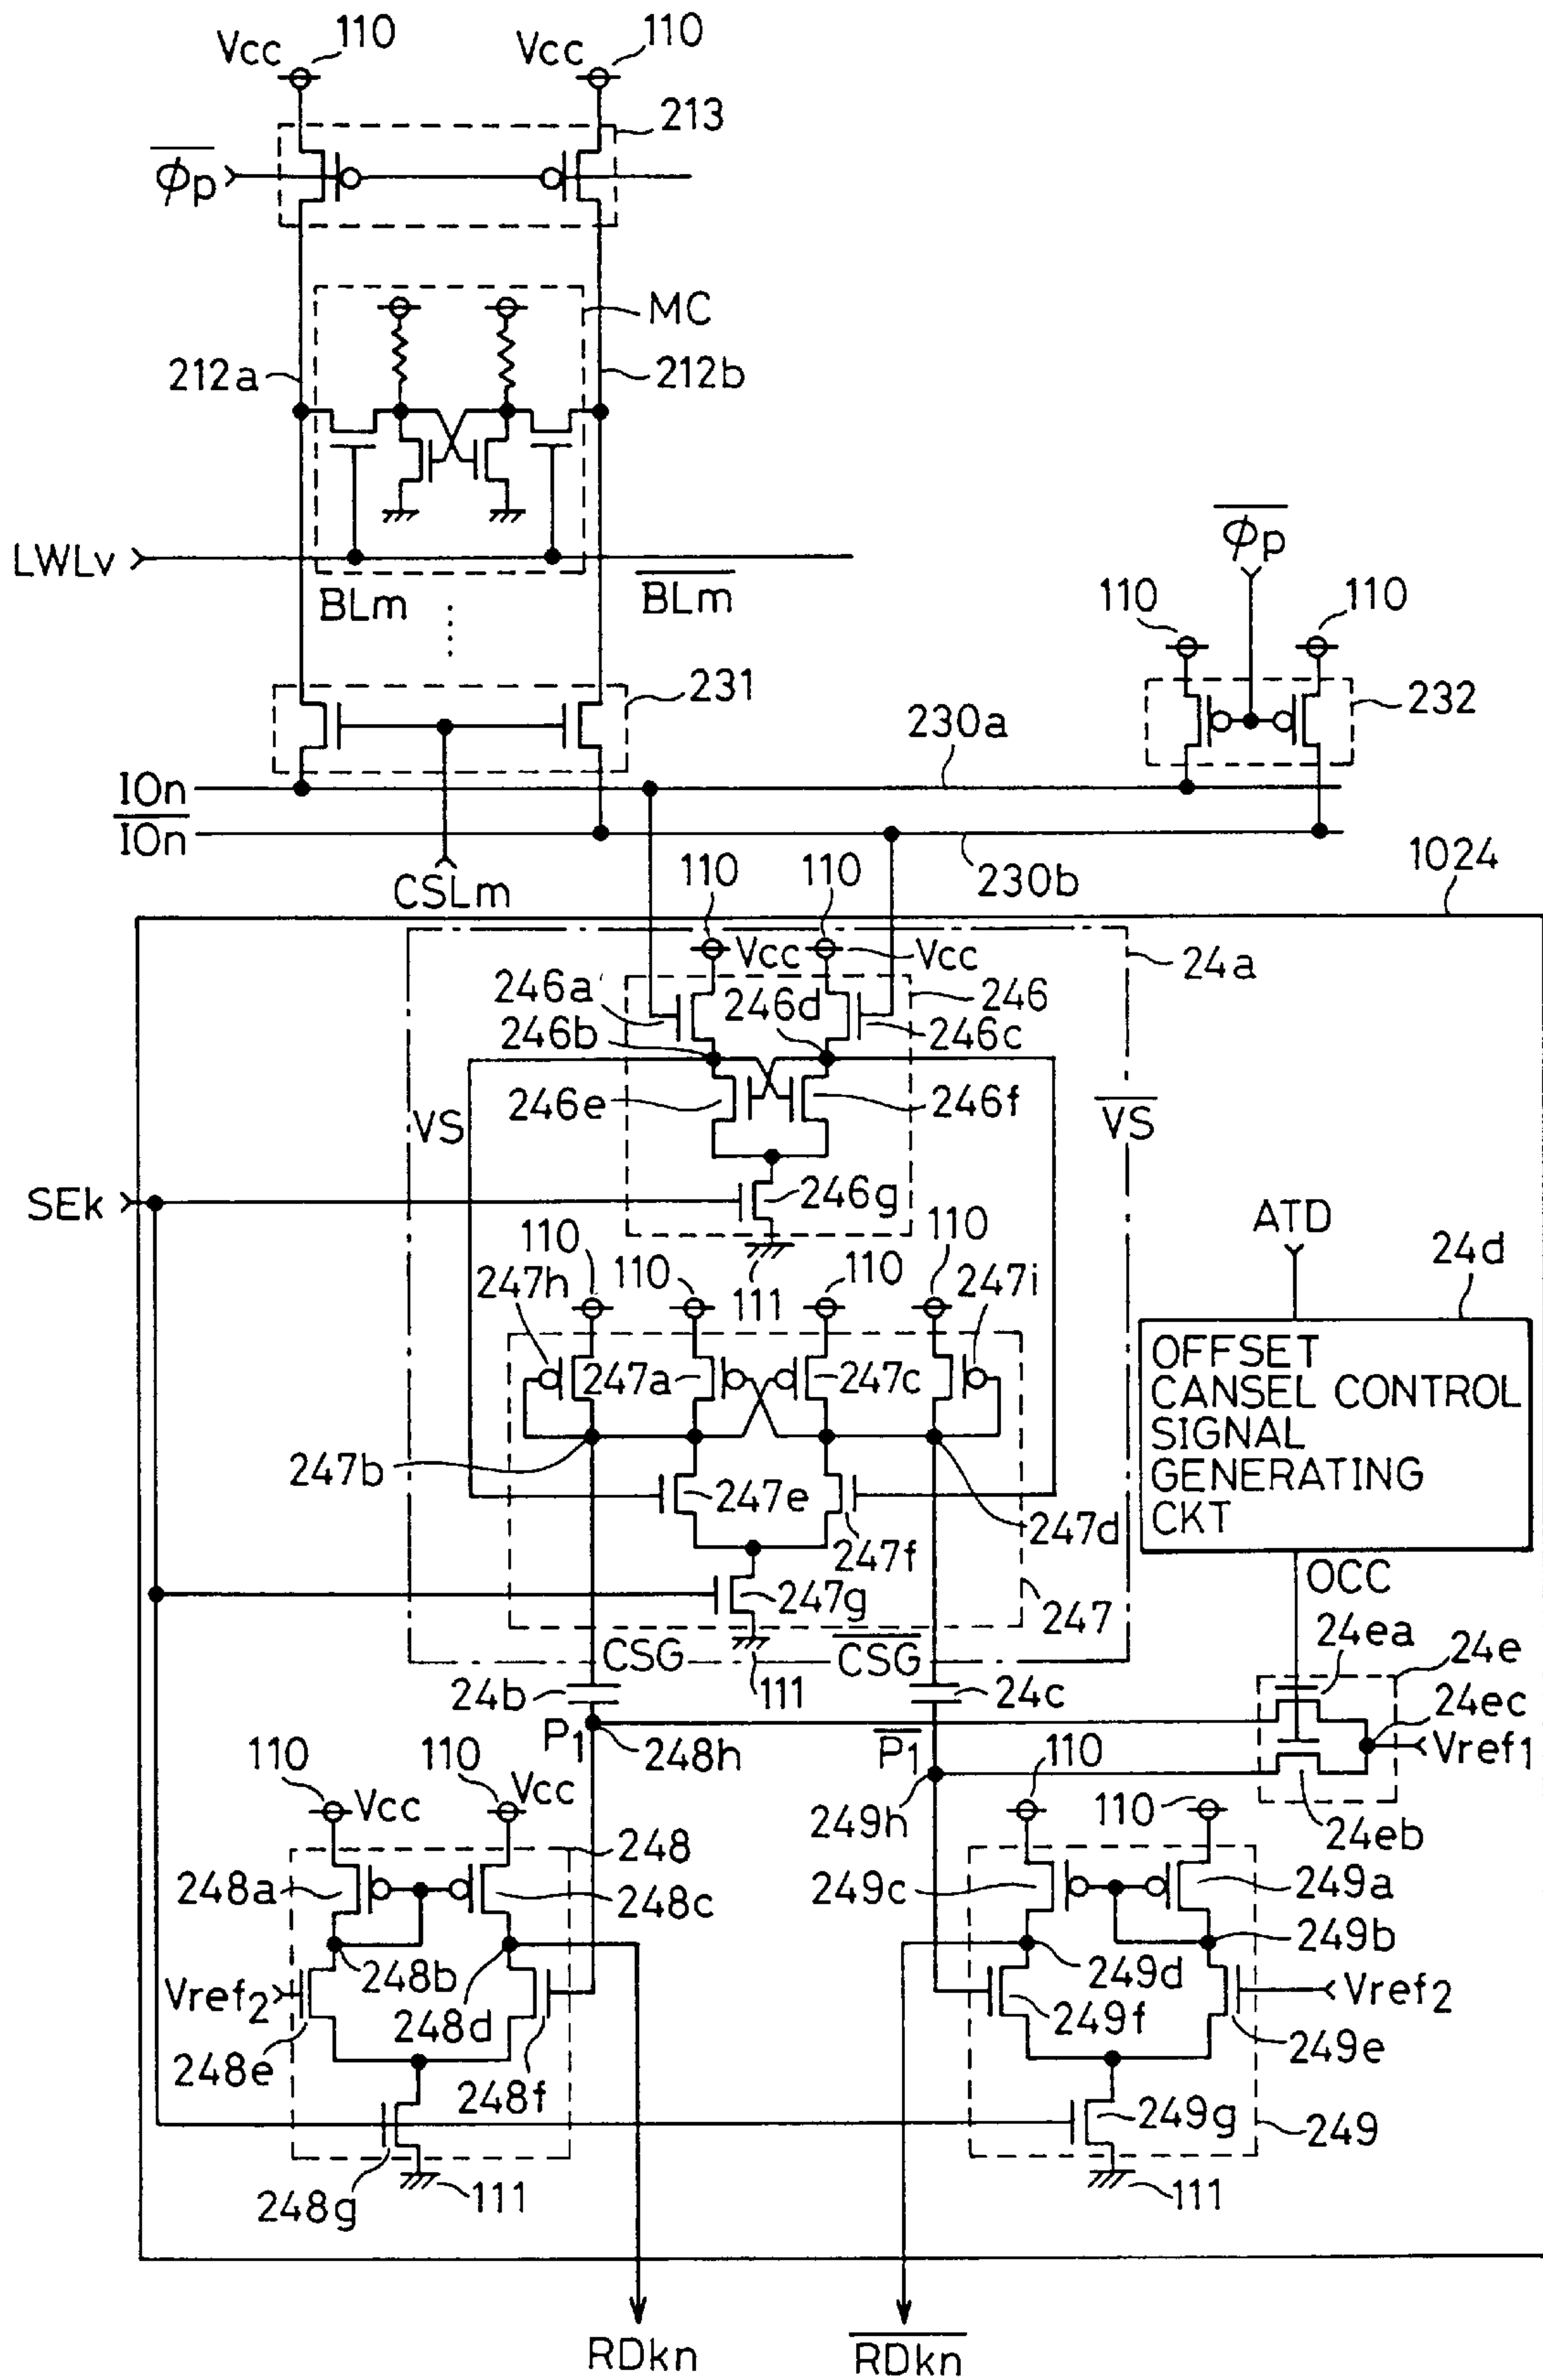 110 110
Vcc Vcc
213
φp
MC
212a 212b
LWLv
BLm BLm
φp
110 110
231 232
230a
IOn
IOn
CSLm
110 110
230b
1024
Vcc Vcc
24a
246a 246d 246
246b 246c
246e 246f
VS VS
SEk
246g
ATD
110 110
247h 110 110 247i
111
24d
247a 247c
OFFSET
CANSEL CONTROL
SIGNAL
GENERATING
CKT
247b 247e 247d
247f
OCC
247g 247
CSG CSG
24ea 24e
24b 111 24c
24ec
P1 248h P1
Vref1
110 110 110
Vcc Vcc
110
249h 24eb
248
248a 248c 249c 249a
248b 249d 249b
Vref2 Vref2
248d 249f
248e 249e
248f
249g 249
248g 111 111
RDkn RDkn